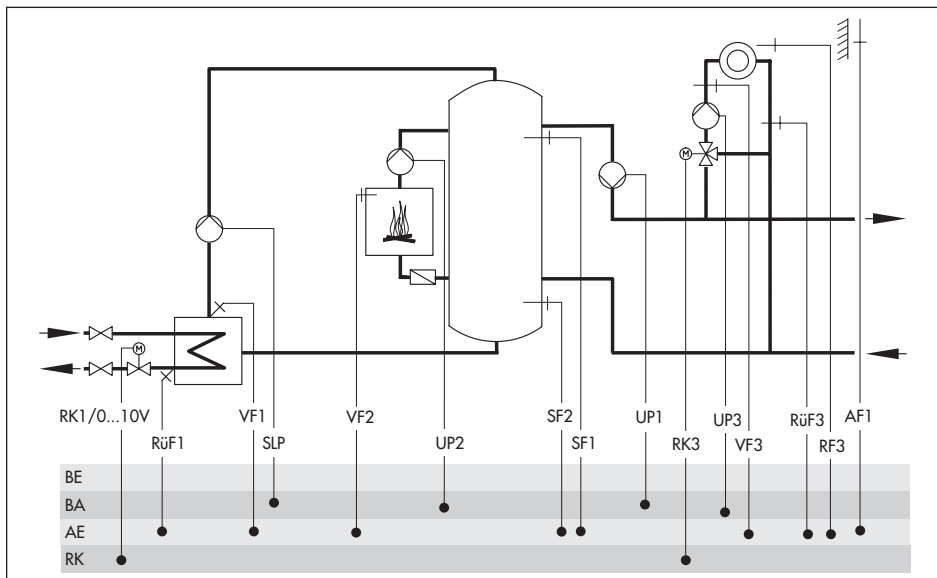 M
M
RK1/0...10V
RüF1
VF1
SLP
VF2
UP2
SF2
SF1
UP1
RK3
UP3
VF3
RüF3
RF3
AF1
BE
BA
AE
RK